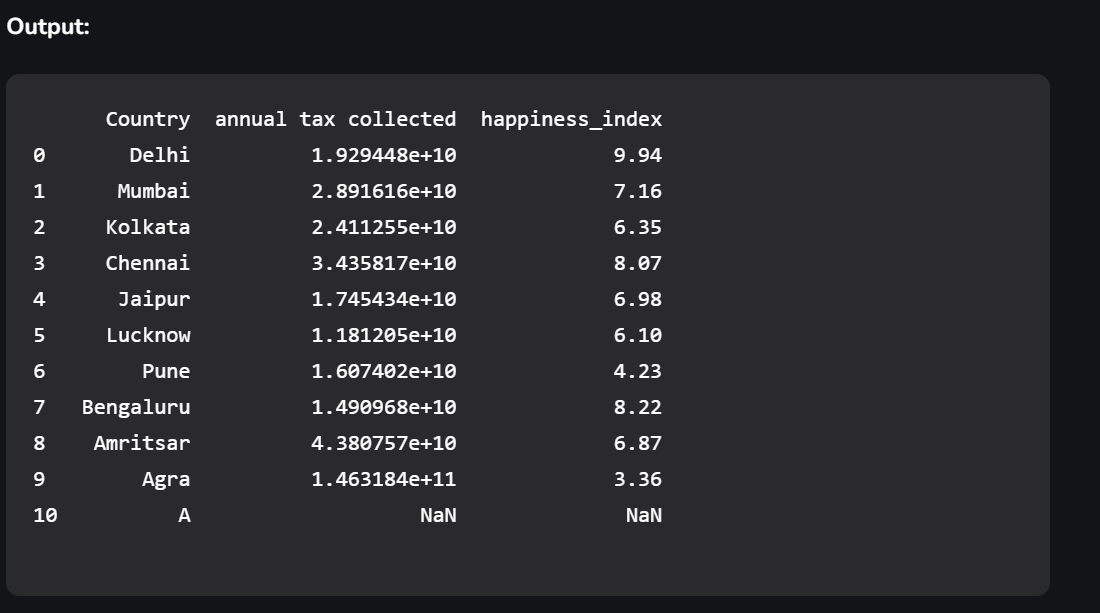 Output:
Country annual tax collected happiness_index
0 Delhi 1.929448e+10 9.94
1 Mumbai 2.891616e+10 7.16
2 Kolkata 2.411255e+10 6.35
3 Chennai 3.435817e+10 8.07
4 Jaipur 1.745434e+10 6.98
5 Lucknow 1.181205e+10 6.10
6 Pune 1.607402e+10 4.23
7 Bengaluru 1.490968e+10 8.22
8 Amritsar 4.380757e+10 6.87
9 Agra 1.463184e+11 3.36
10 A NaN NaN